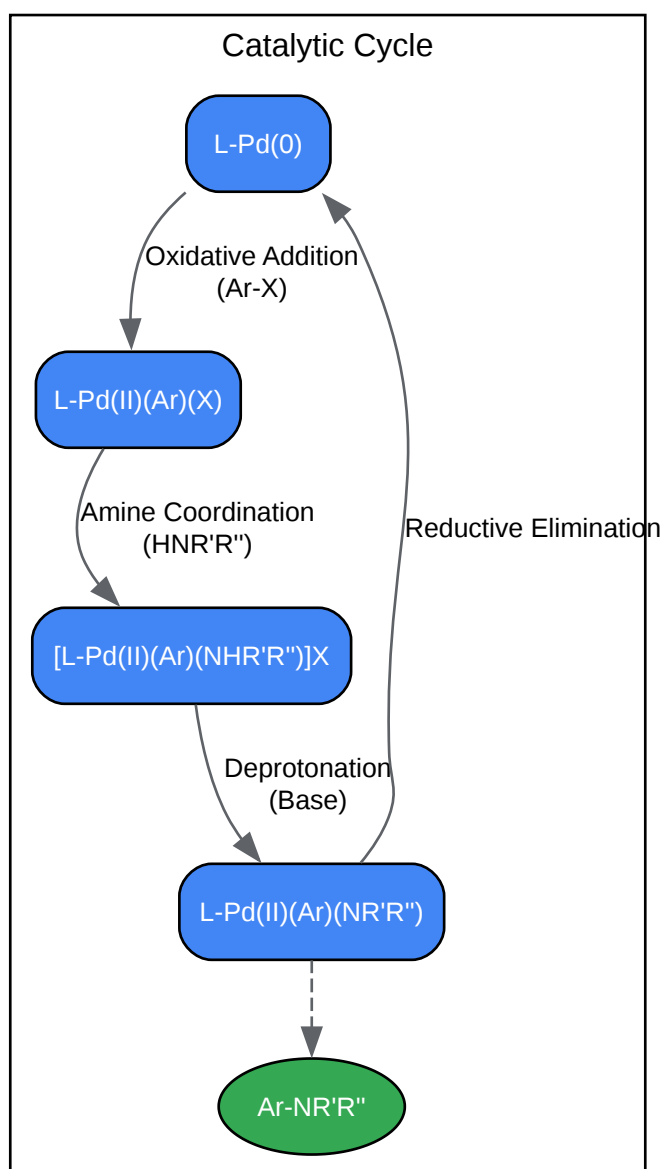 Catalytic Cycle
L-Pd(0)
Oxidative Addition
(Ar-X)
L-Pd(II)(Ar)(X)
Amine Coordination
(HNR'R")
Reductive Elimination
[L-Pd(II)(Ar)(NHR'R")]X
Deprotonation
(Base)
L-Pd(II)(Ar)(NR'R")
Ar-NR'R"